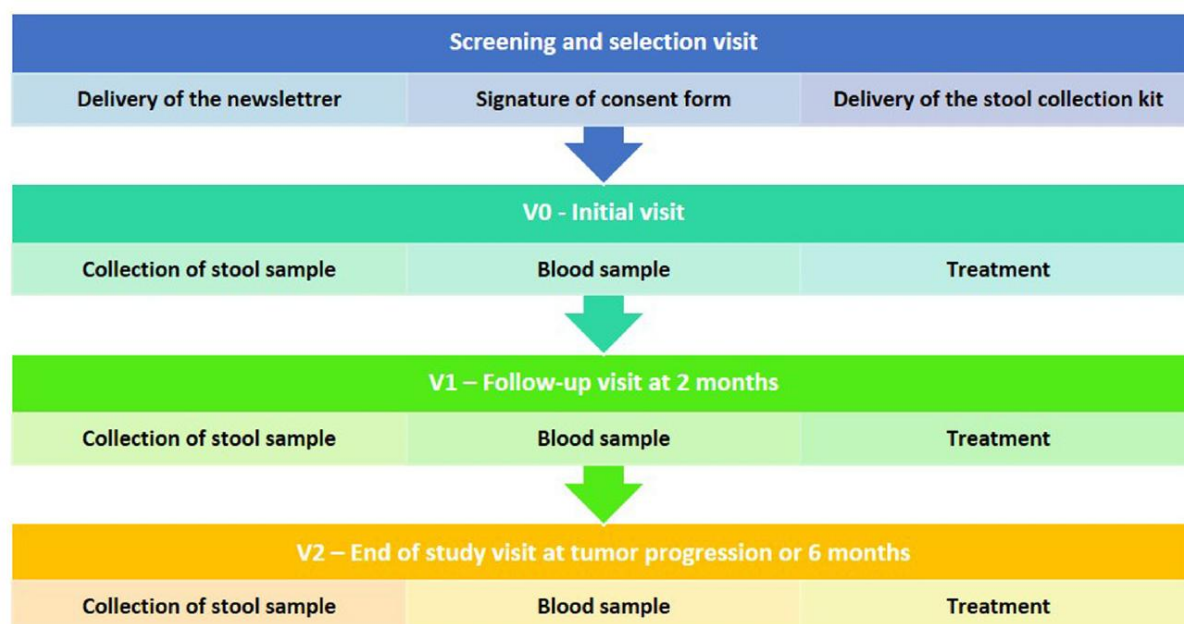 Screening and selection visit
Delivery of the newslettrer Signature of consent form Delivery of the stool collection kit
V0 - Initial visit
Collection of stool sample Blood sample Treatment
V1 – Follow-up visit at 2 months
Collection of stool sample Blood sample Treatment
V2 – End of study visit at tumor progression or 6 months
Collection of stool sample Blood sample Treatment